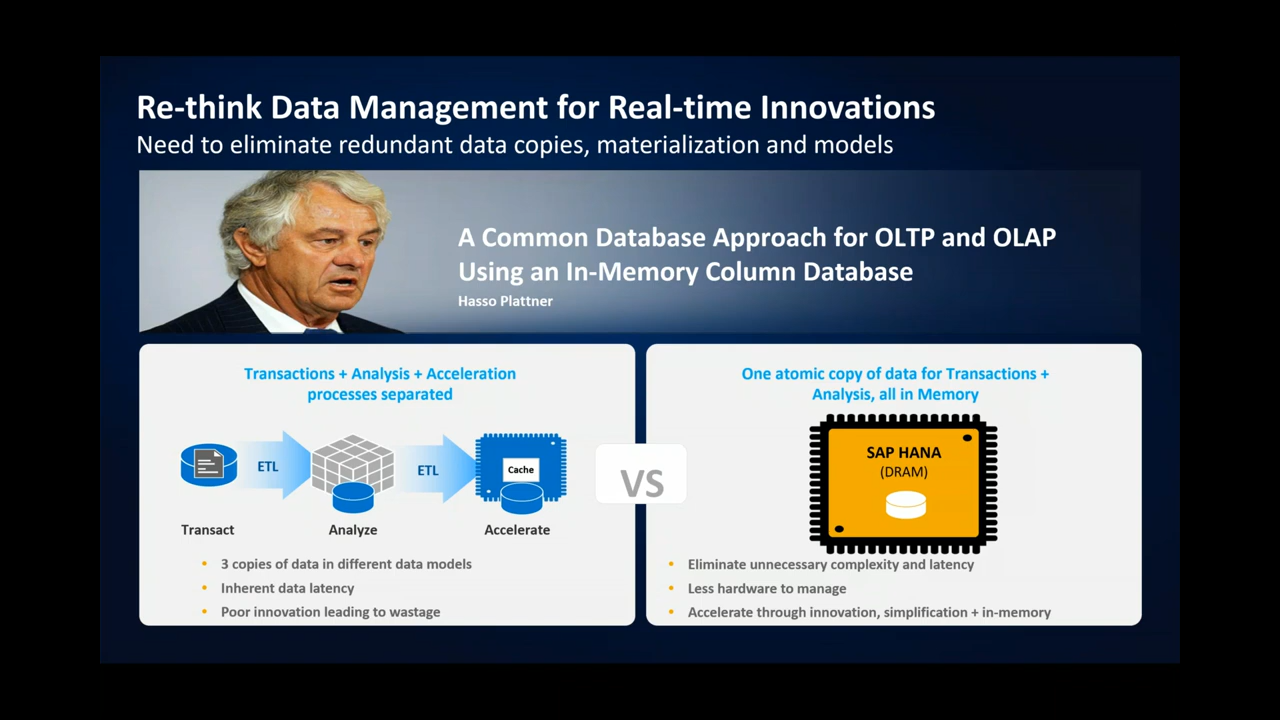 Re-think Data Management for Real-time Innovations
Need to eliminate redundant data copies, materialization and models
A Common Database Approach for OLTP and OLAP
Using an In-Memory Column Database
Hasso Plattner
Transactions + Analysis + Acceleration
processes separated
ETL
ETL
Cache
Transact
Analyze
Accelerate
• 3 copies of data in different data models
• Inherent data latency
• Poor innovation leading to wastage
VS
One atomic copy of data for Transactions +
Analysis, all in Memory
SAP HANA
(DRAM)
• Eliminate unnecessary complexity and latency
• Less hardware to manage
• Accelerate through innovation, simplification + in-memory